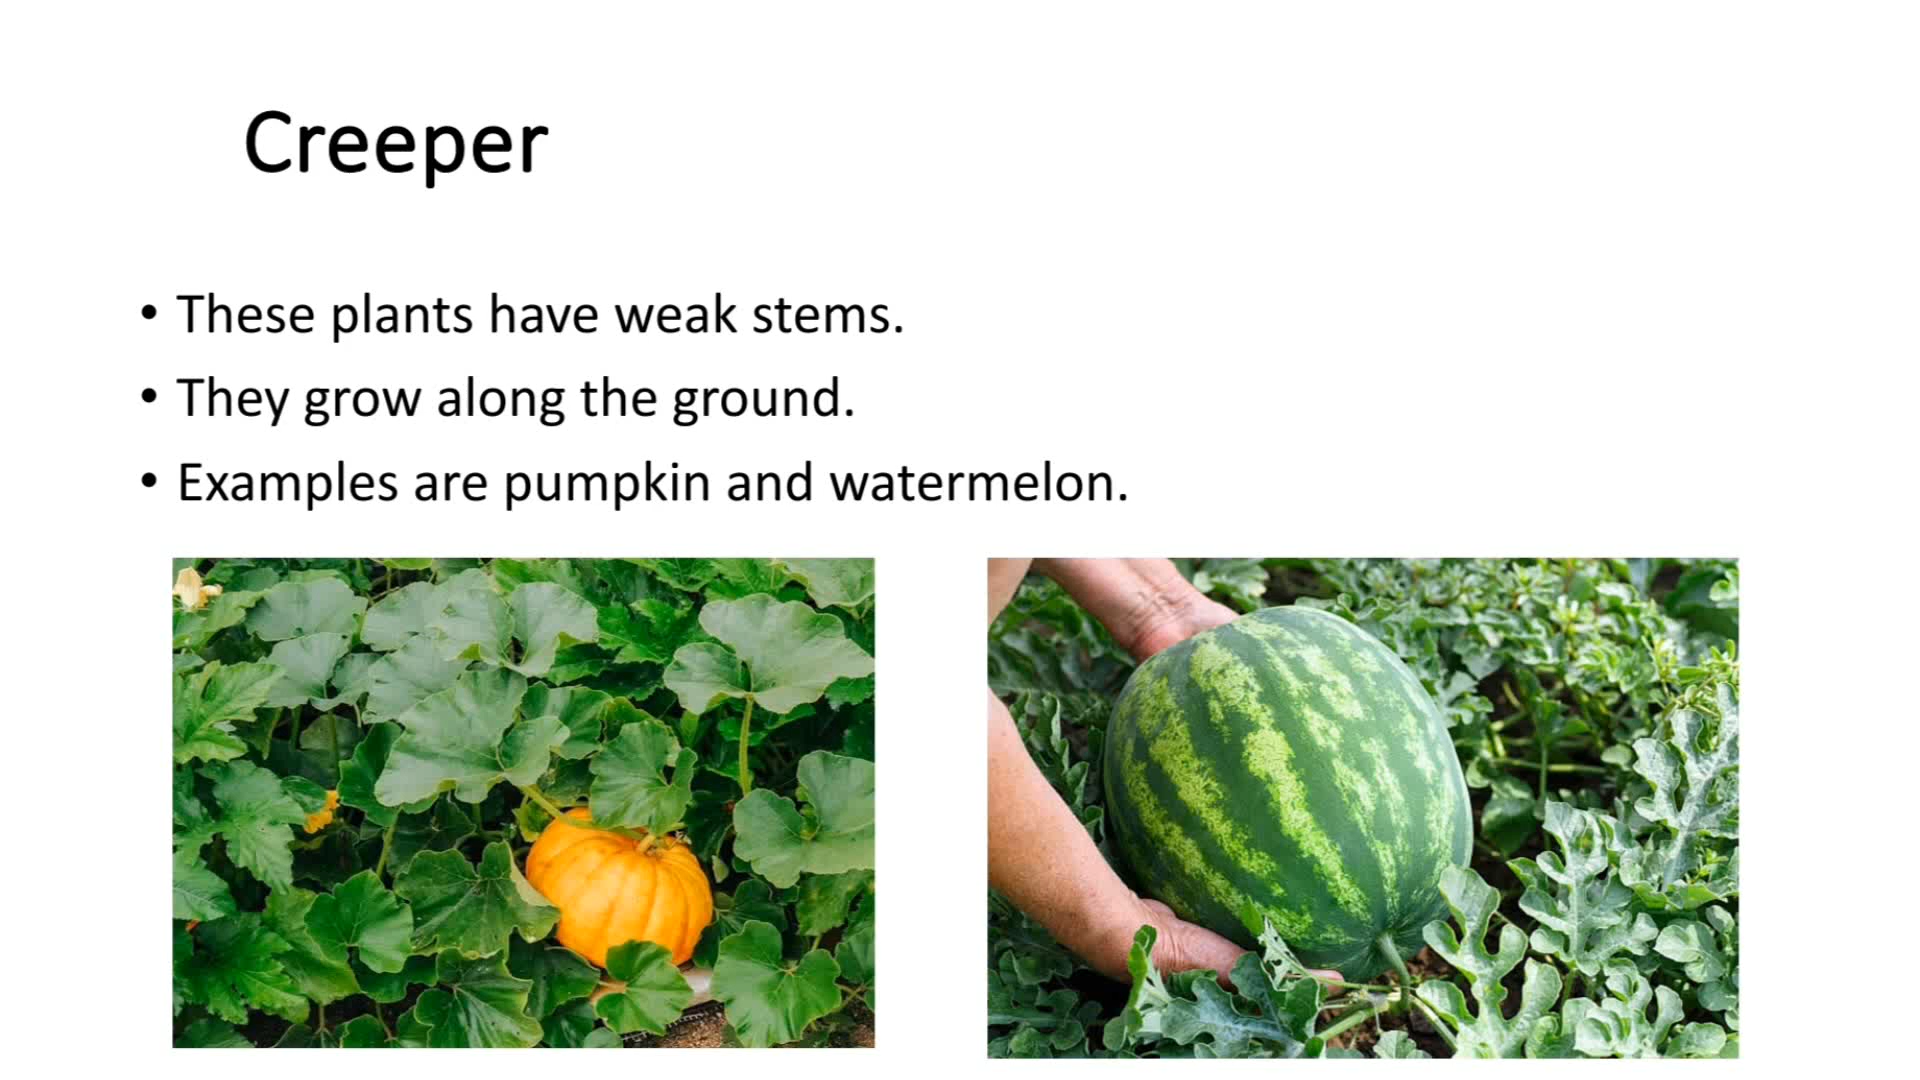 Creeper
• These plants have weak stems.
• They grow along the ground.
• Examples are pumpkin and watermelon.